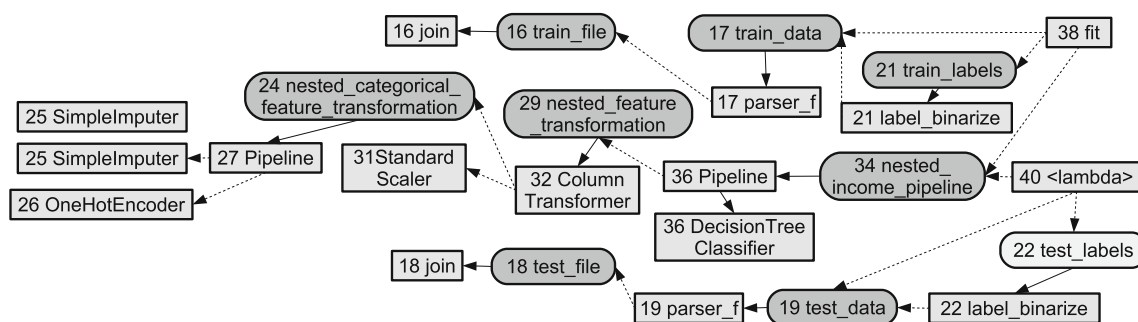 16 join
16 train_file
17 train_data
38 fit
21 train_labels
24 nested_categorical_
feature_transformation
29 nested_feature
_transformation
17 parser_f
21 label_binarize
25 SimpleImputer
25 SimpleImputer
27 Pipeline
31Standard
Scaler
32 Column
Transformer
36 Pipeline
34 nested_
income_pipeline
40 <lambda>
26 OneHotEncoder
36 DecisionTree
Classifier
22 test_labels
18 join
18 test_file
19 parser_f
19 test_data
22 label_binarize